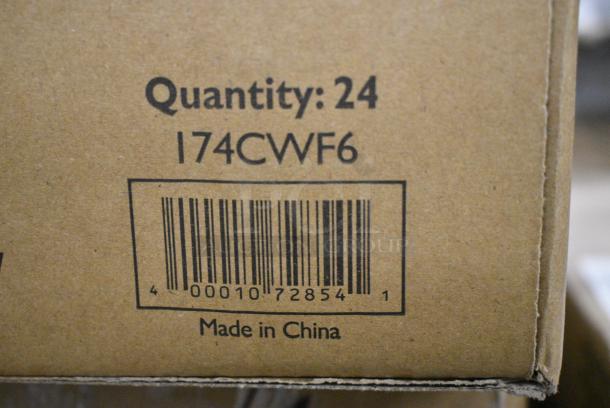 Quantity: 24
174CWF6
4 00010 72854 1
Made in China